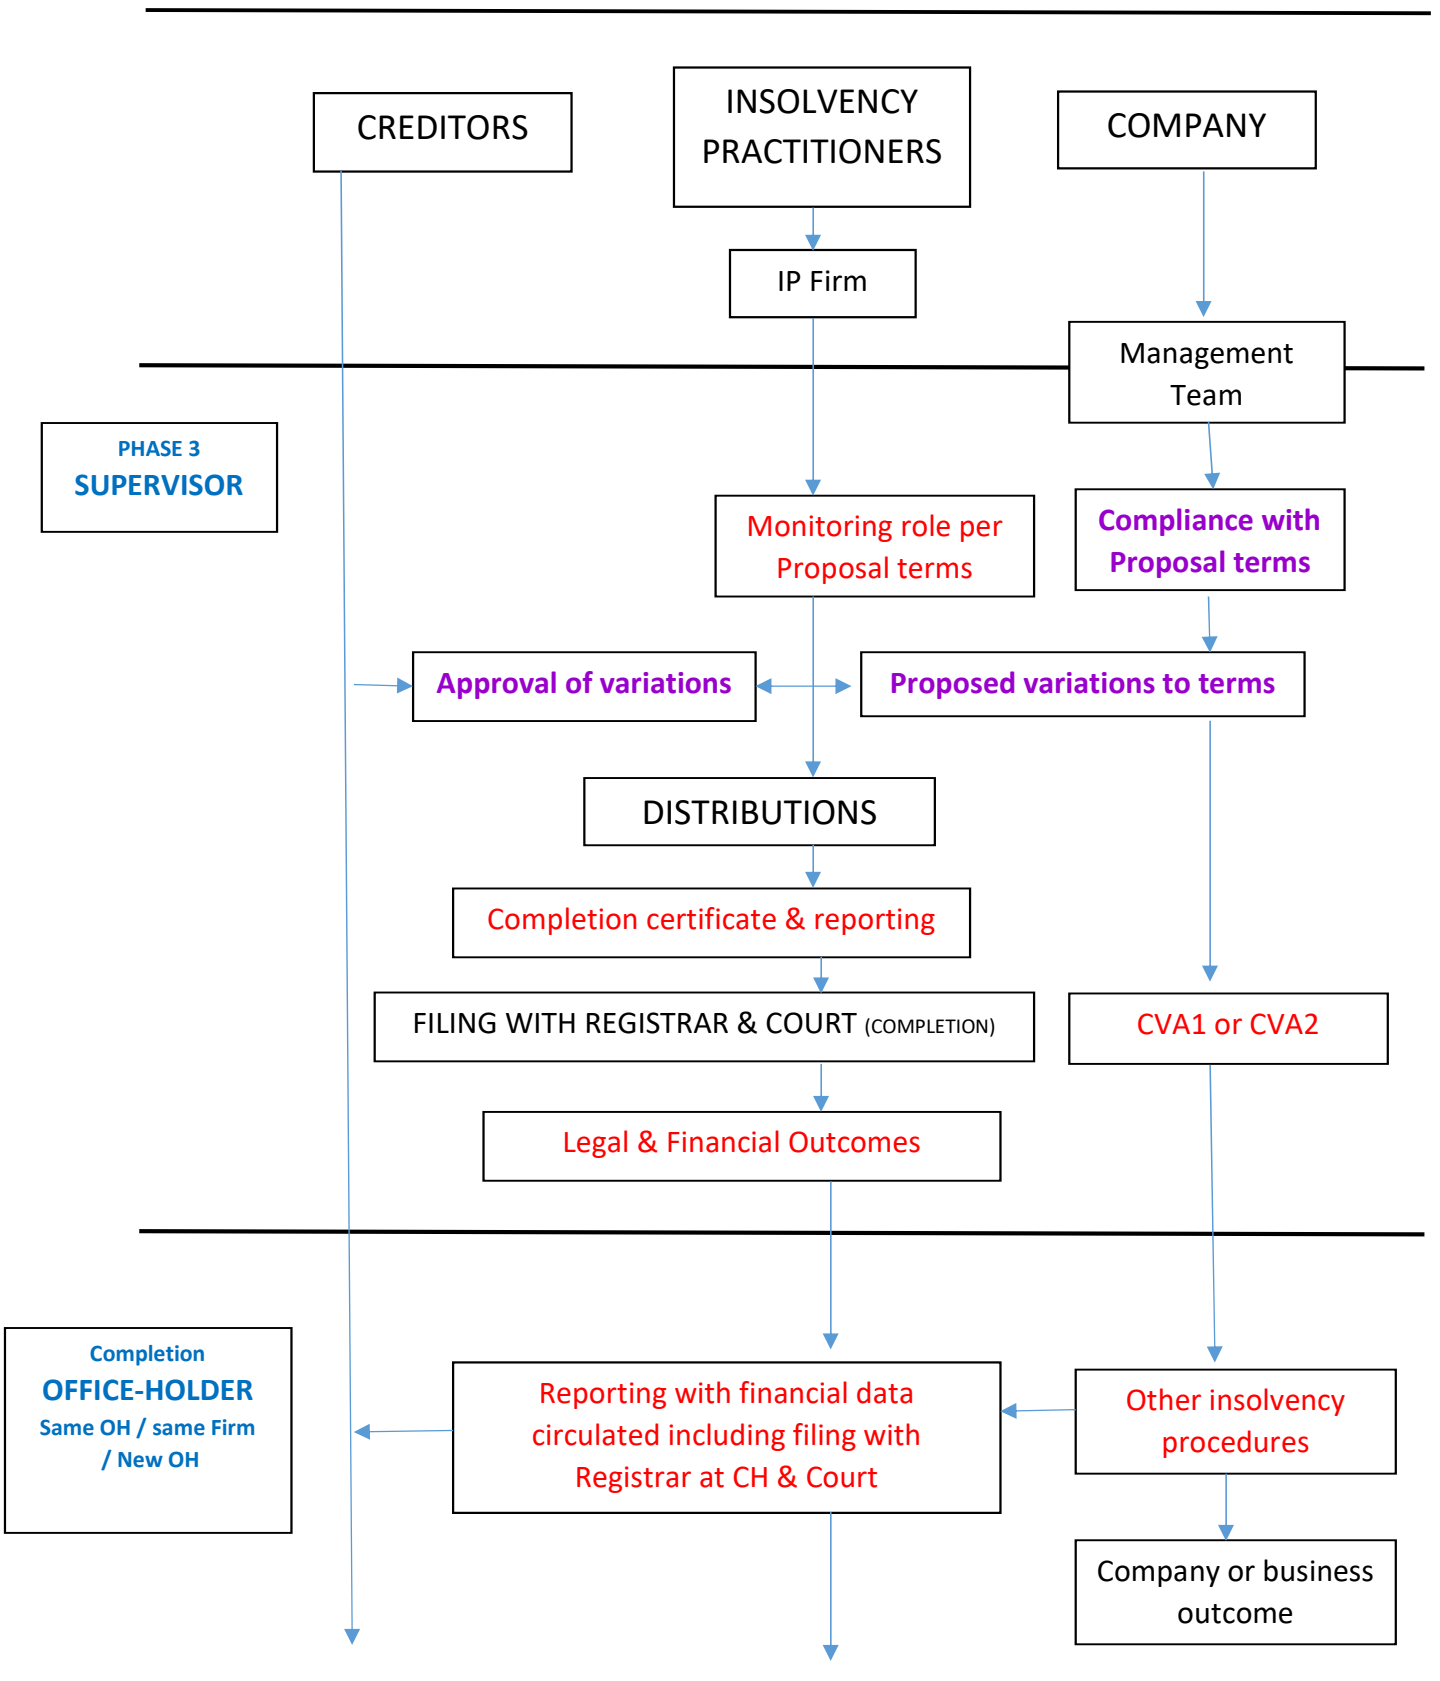 CREDITORS
INSOLVENCY
PRACTITIONERS
COMPANY
IP Firm
Management
Team
PHASE 3
SUPERVISOR
Monitoring role per
Proposal terms
Compliance with
Proposal terms
Approval of variations
Proposed variations to terms
DISTRIBUTIONS
Completion certificate & reporting
FILING WITH REGISTRAR & COURT (COMPLETION)
CVA1 or CVA2
Legal & Financial Outcomes
Completion
OFFICE-HOLDER
Same OH / same Firm
/ New OH
Reporting with financial data
circulated including filing with
Registrar at CH & Court
Other insolvency
procedures
Company or business
outcome